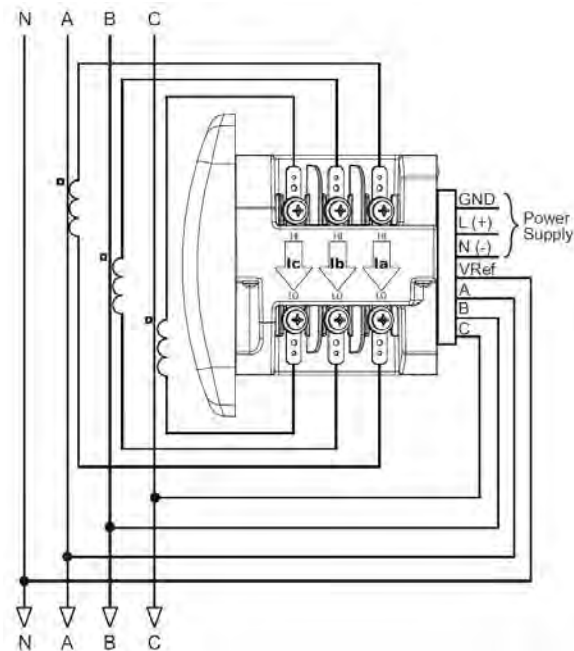 N A B C
GND
L (+)
N (-)
Power
Supply
VRef
A
B
C
HI HI HI
Ic Ib Ia
LO LO LO
N A B C